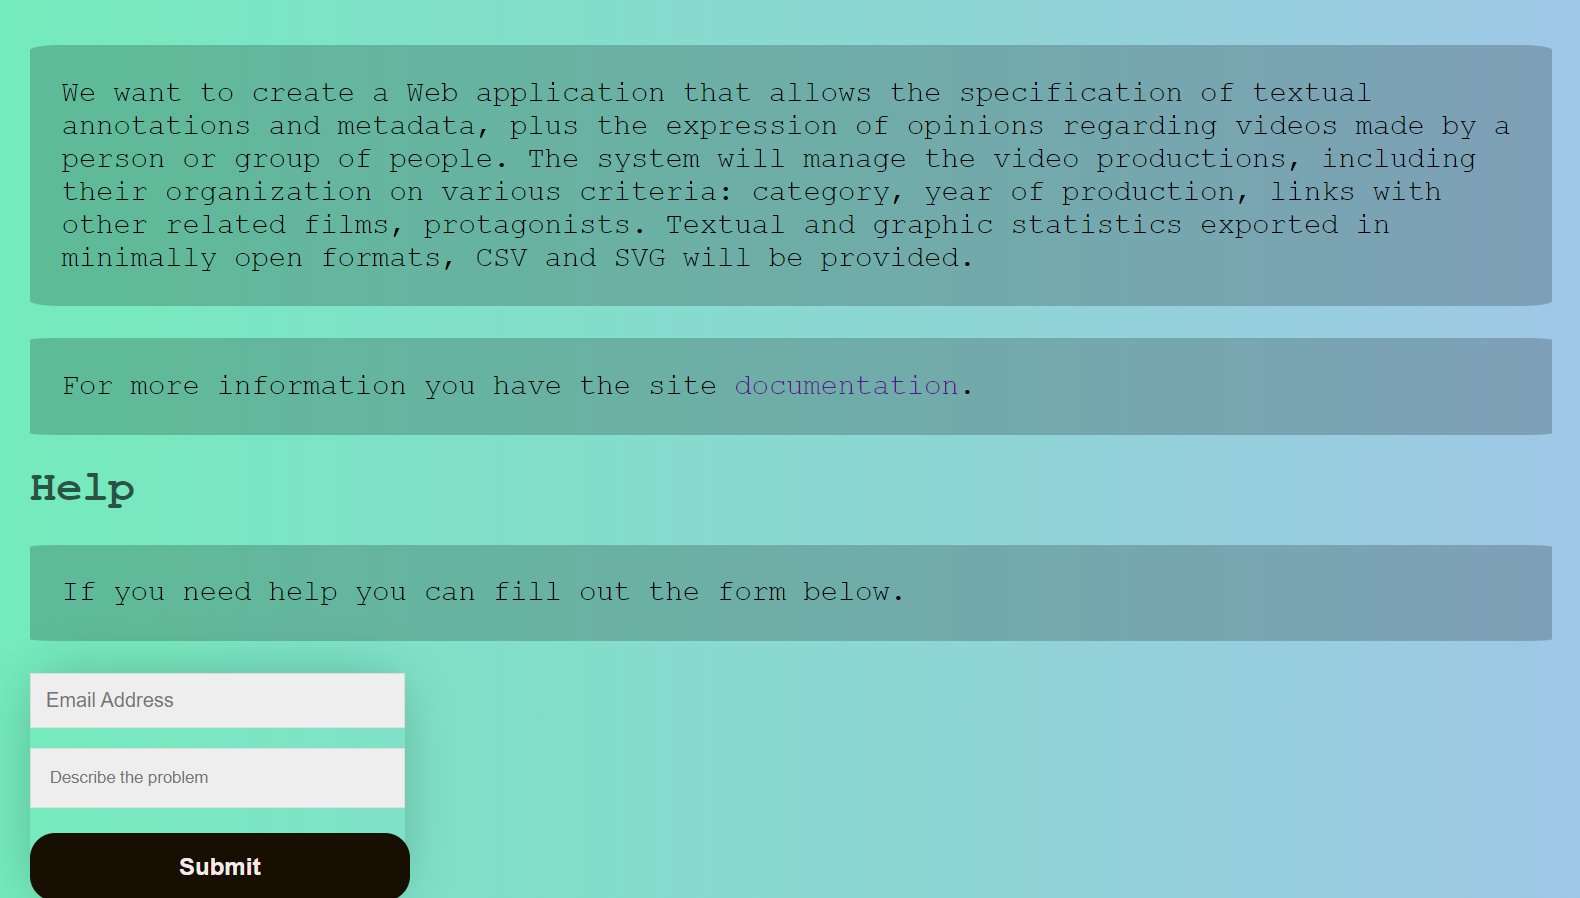 We want to create a Web application that allows the specification of textual
annotations and metadata, plus the expression of opinions regarding videos made by a
person or group of people. The system will manage the video productions, including
their organization on various criteria: category, year of production, links with
other related films, protagonists. Textual and graphic statistics exported in
minimally open formats, CSV and SVG will be provided.
For more information you have the site documentation.
Help
If you need help you can fill out the form below.
Email Address
Describe the problem
Submit